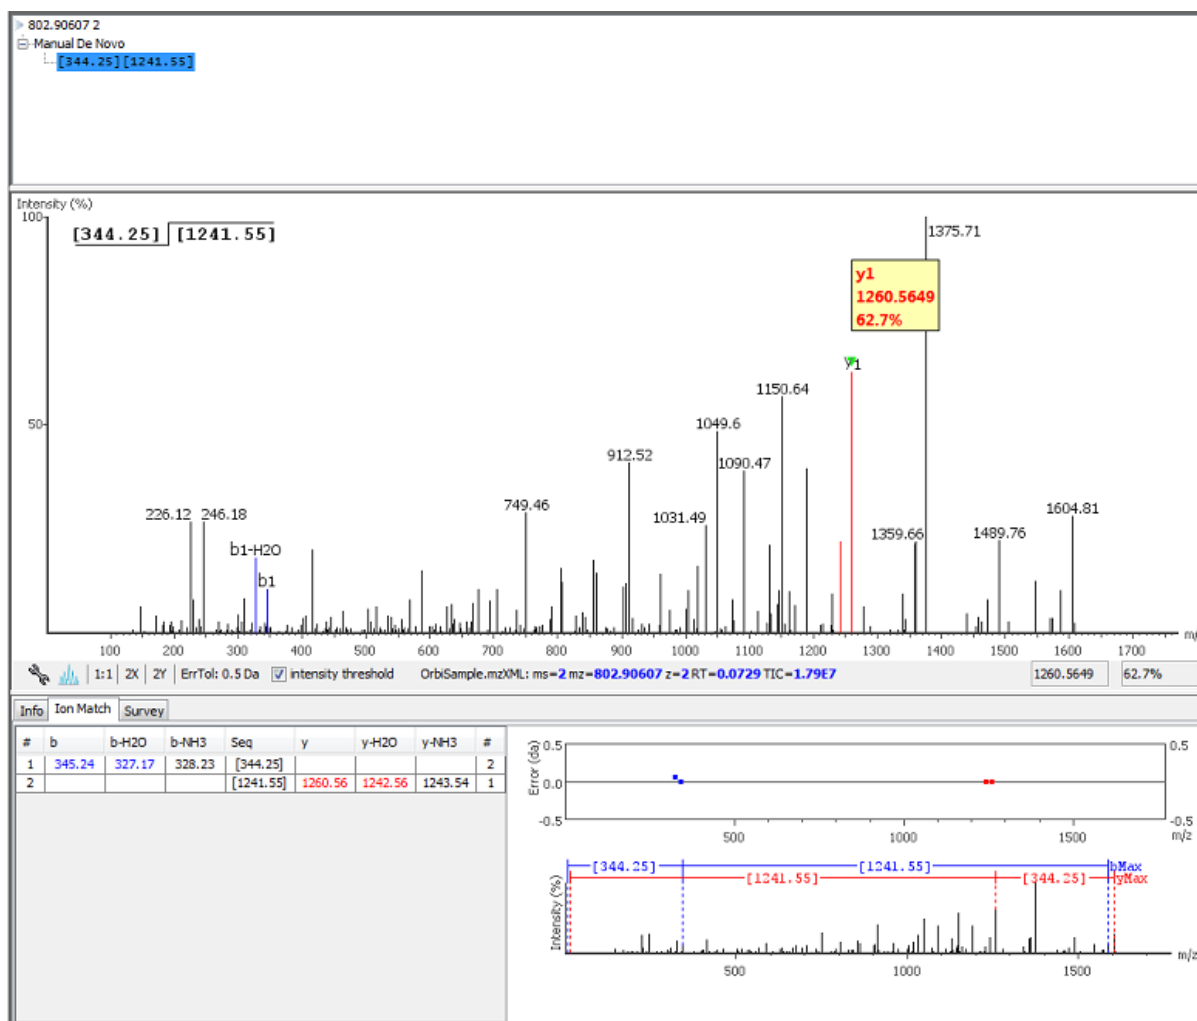 802.90607 2
Manual De Novo
[344.25][1241.55]
Intensity (%)
100
[344.25] [1241.55]
1375.71
y1
1260.5649
62.7%
y1
1150.64
50
1049.6
912.52
1090.47
749.46
1031.49
1359.66
226.12
246.18
1604.81
1489.76
b1-H2O
b1
100 200 300 400 500 600 700 800 900 1000 1100 1200 1300 1400 1500 1600 1700
1:1 2X 2Y ErrTol: 0.5 Da intensity threshold OrbiSample.mzXML: ms=2 mz=802.90607 z=2 RT=0.0729 TIC=1.79E7 1260.5649 62.7%
Info Ion Match Survey
# b b-H2O b-NH3 Seq y y-H2O y-NH3 #
1 345.24 327.17 328.23 [344.25] 2
2 [1241.55] 1260.56 1242.56 1243.54 1
Error (da)
0.5 0.5
0.0
-0.5 -0.5
500 1000 1500 m/z
[344.25] [1241.55] bMax
[1241.55] [344.25] yMax
Intensity (%)
500 1000 1500 m/z